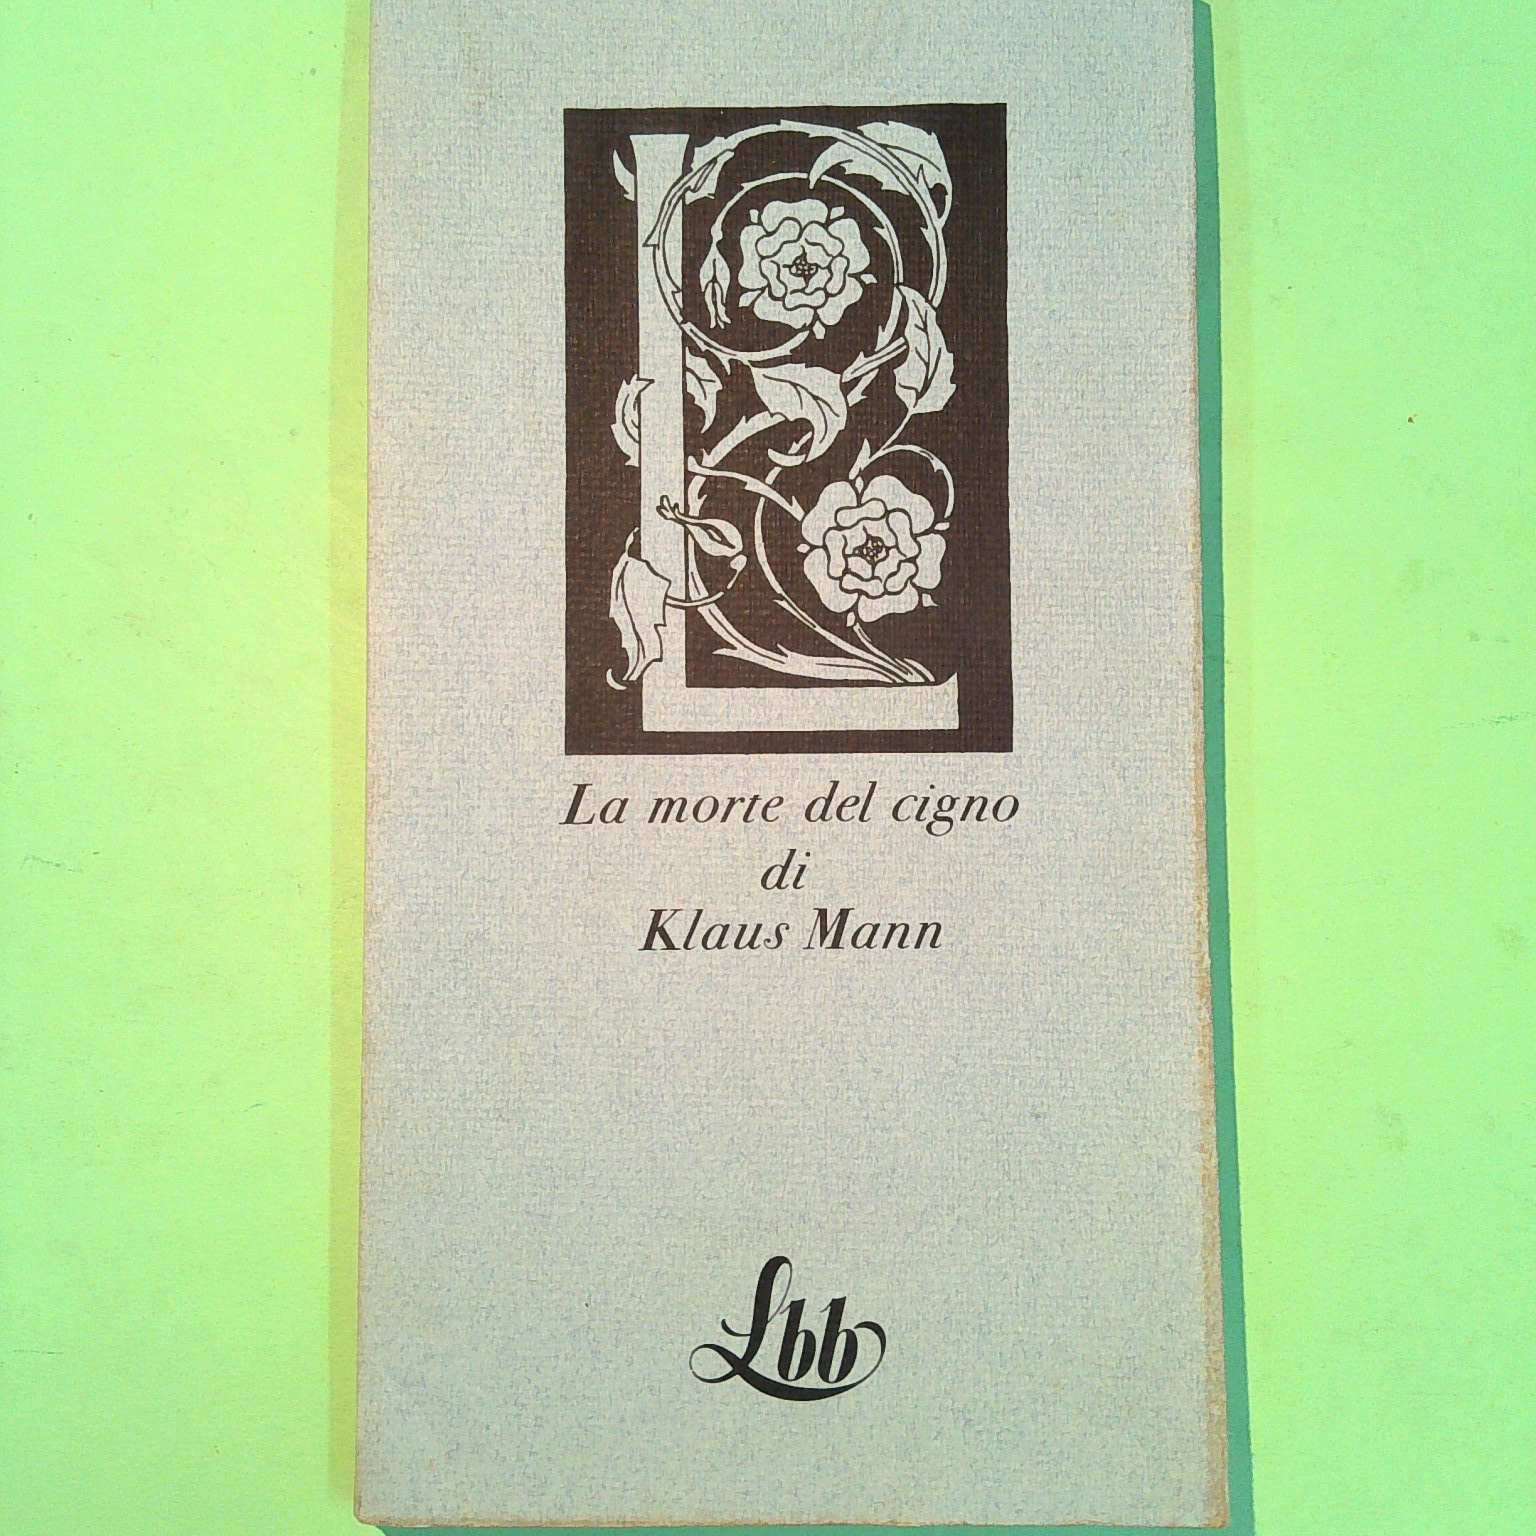 L
La morte del cigno
di
Klaus Mann
Lbb